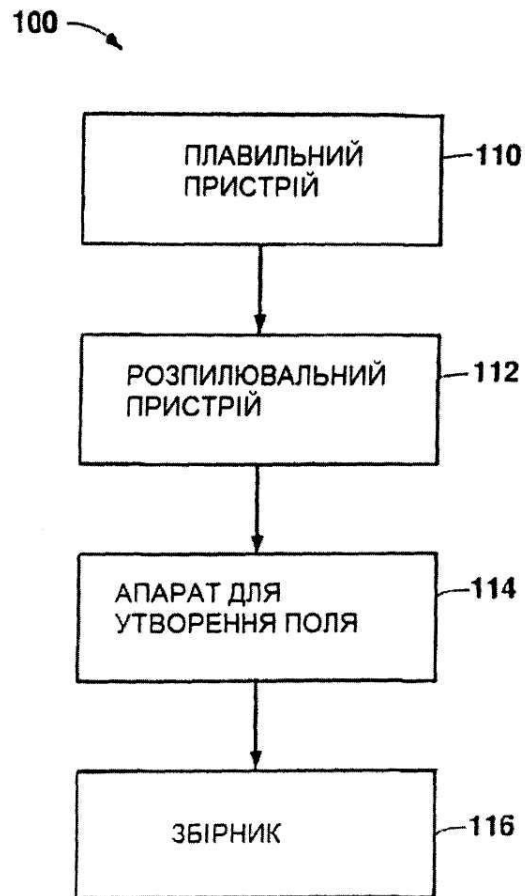 100
ПЛАВИЛЬНИЙ
ПРИСТРІЙ
110
РОЗПИЛЮВАЛЬНИЙ
ПРИСТРІЙ
112
АПАРАТ ДЛЯ
УТВОРЕННЯ ПОЛЯ
114
ЗБІРНИК
116